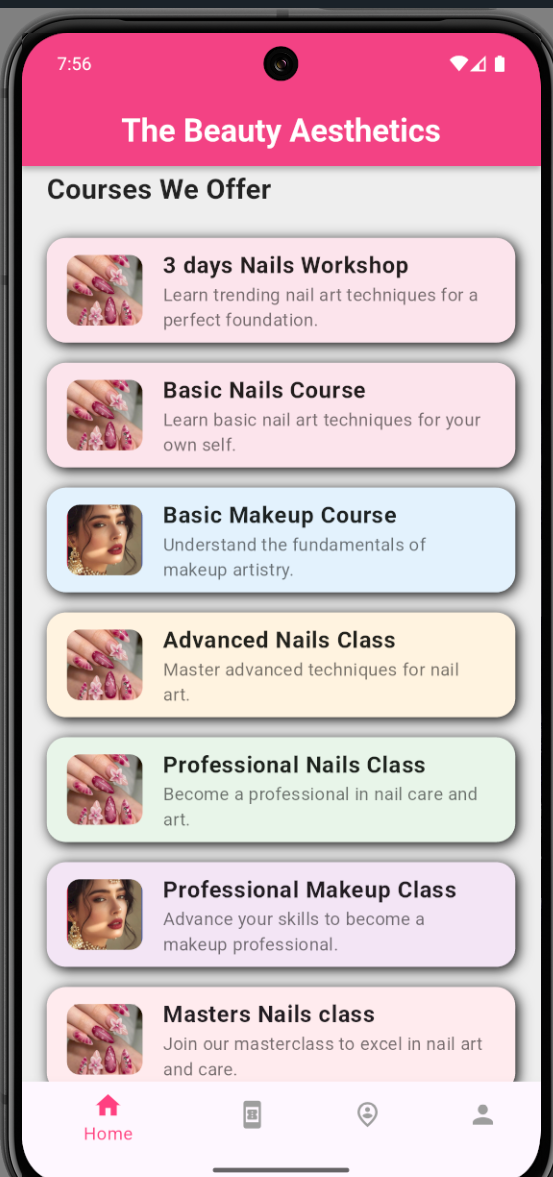 7:56
The Beauty Aesthetics
Courses We Offer
3 days Nails Workshop
Learn trending nail art techniques for a
perfect foundation.
Basic Nails Course
Learn basic nail art techniques for your
own self.
Basic Makeup Course
Understand the fundamentals of
makeup artistry.
Advanced Nails Class
Master advanced techniques for nail
art.
Professional Nails Class
Become a professional in nail care and
art.
Professional Makeup Class
Advance your skills to become a
makeup professional.
Masters Nails class
Join our masterclass to excel in nail art
and care.
Home